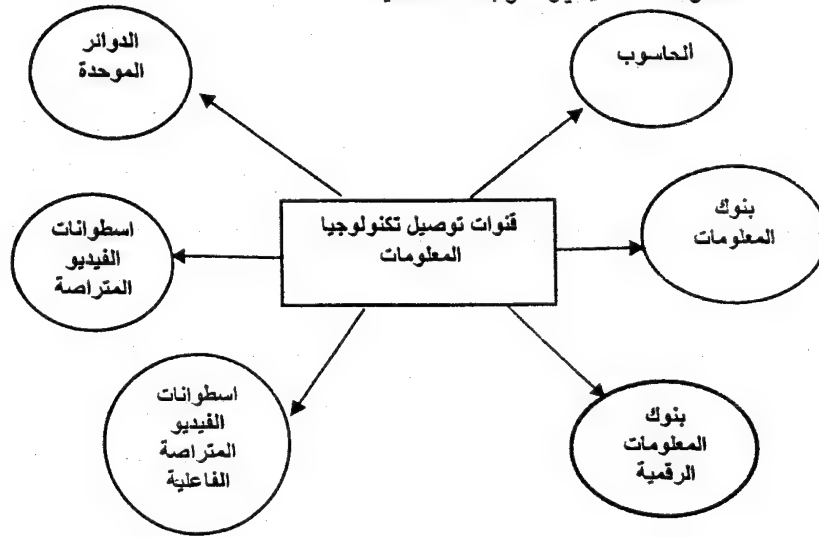 الحاسوب
الدوائر
الموحدة
قنوات توصيل تكنولوجيا
المعلومات
بنوك
المعلومات
اسطوانات
الفيديو
المتراصة
بنوك
المعلومات
الرقمية
اسطوانات
الفيديو
المتراصة
الفاعلية